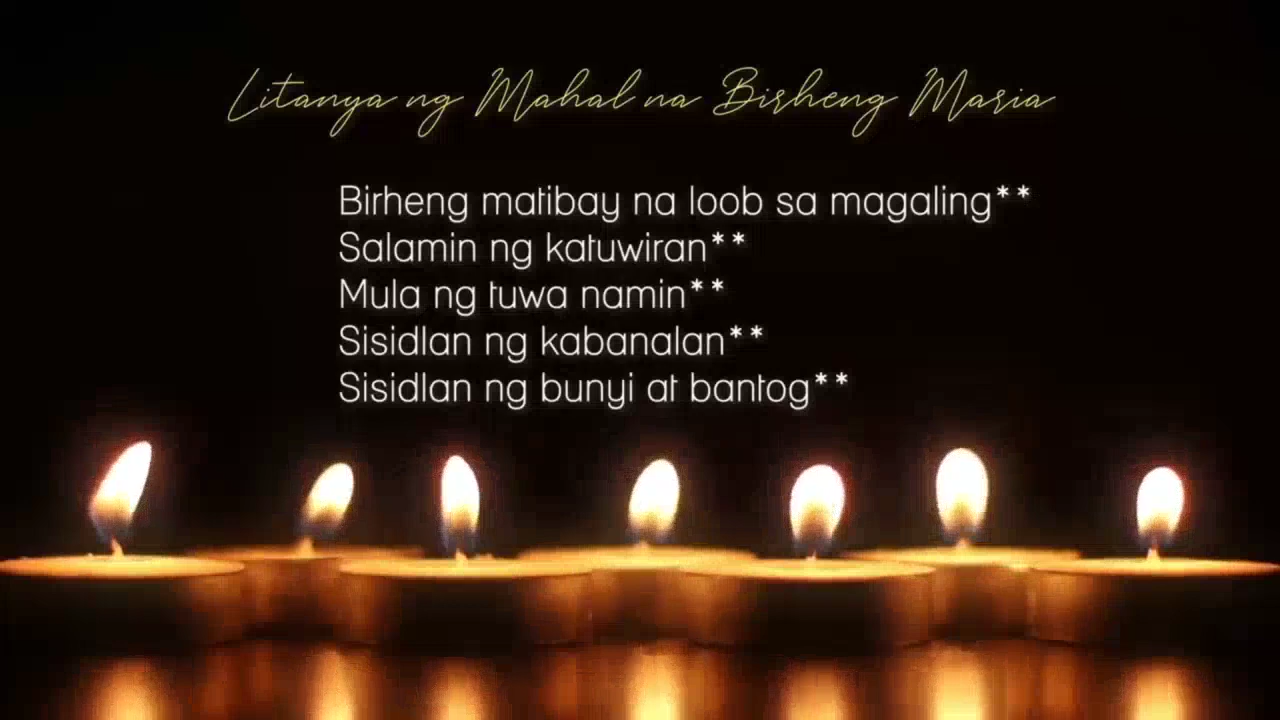 Litanya ng Mahal na Birheng Maria
Birheng matibay na loob sa magaling**
Salamin ng katuwiran**
Mula ng tuwa namin**
Sisidlan ng kabanalan**
Sisidlan ng bunyi at bantog**